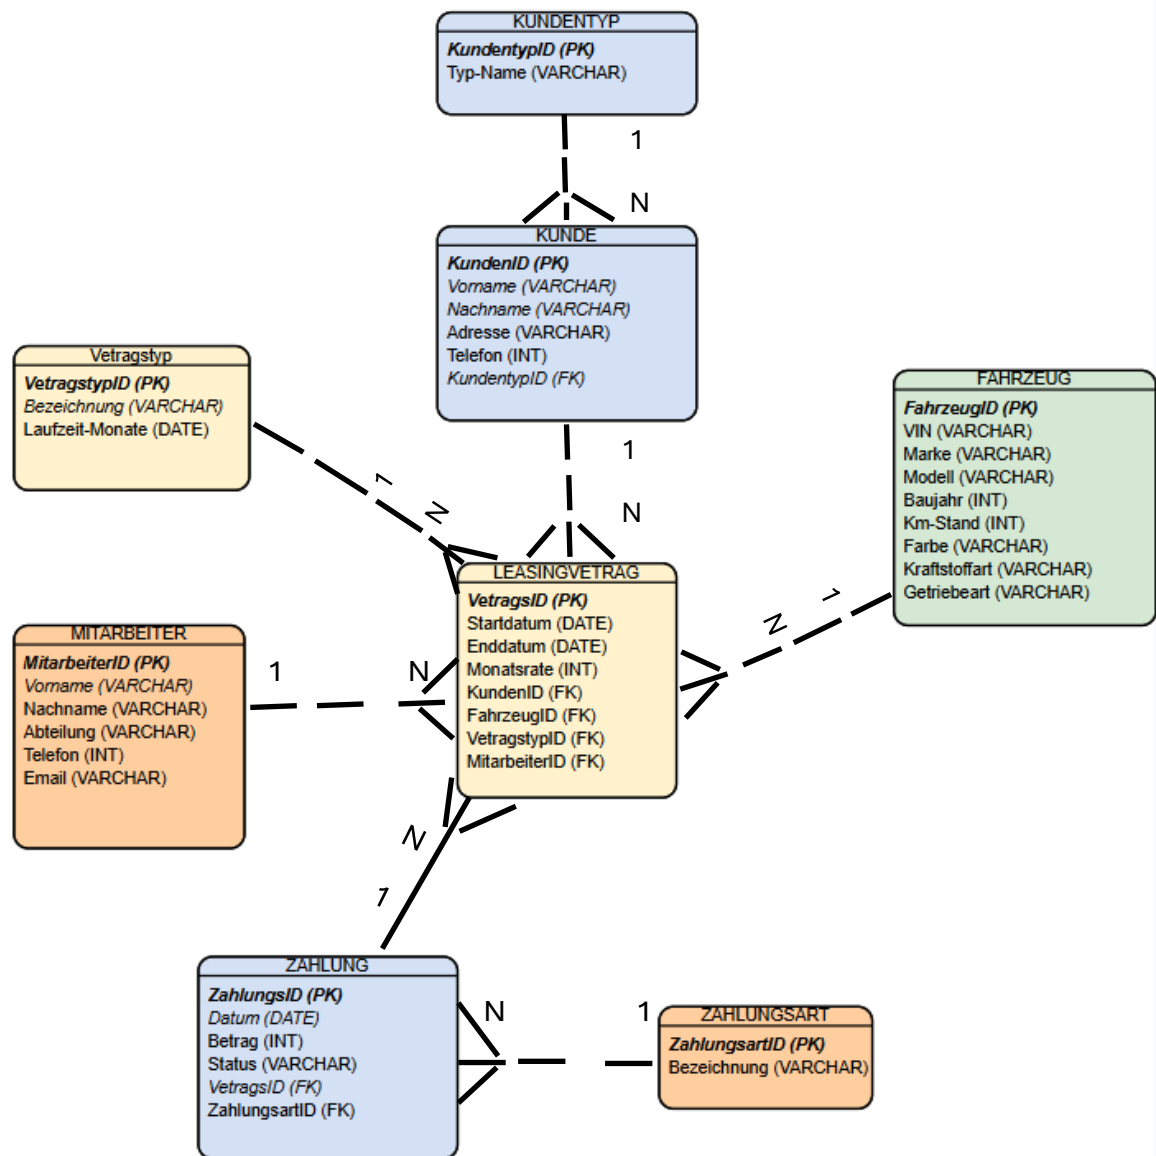 KUNDENTYP
KundentypID (PK)
Typ-Name (VARCHAR)
1
N
KUNDE
KundenID (PK)
Vorname (VARCHAR)
Nachname (VARCHAR)
Adresse (VARCHAR)
Telefon (INT)
KundentypID (FK)
Vetragstyp
VetragstypID (PK)
Bezeichnung (VARCHAR)
Laufzeit-Monate (DATE)
1
N
1
N
FAHRZEUG
FahrzeugID (PK)
VIN (VARCHAR)
Marke (VARCHAR)
Modell (VARCHAR)
Baujahr (INT)
Km-Stand (INT)
Farbe (VARCHAR)
Kraftstoffart (VARCHAR)
Getriebeart (VARCHAR)
1
N
LEASINGVETRAG
VetragsID (PK)
Startdatum (DATE)
Enddatum (DATE)
Monatsrate (INT)
KundenID (FK)
FahrzeugID (FK)
VetragstypID (FK)
MitarbeiterID (FK)
MITARBEITER
MitarbeiterID (PK)
Vorname (VARCHAR)
Nachname (VARCHAR)
Abteilung (VARCHAR)
Telefon (INT)
Email (VARCHAR)
1
N
N
1
ZAHLUNG
ZahlungsID (PK)
Datum (DATE)
Betrag (INT)
Status (VARCHAR)
VetragsID (FK)
ZahlungsartID (FK)
N
1
ZAHLUNGSART
ZahlungsartID (PK)
Bezeichnung (VARCHAR)